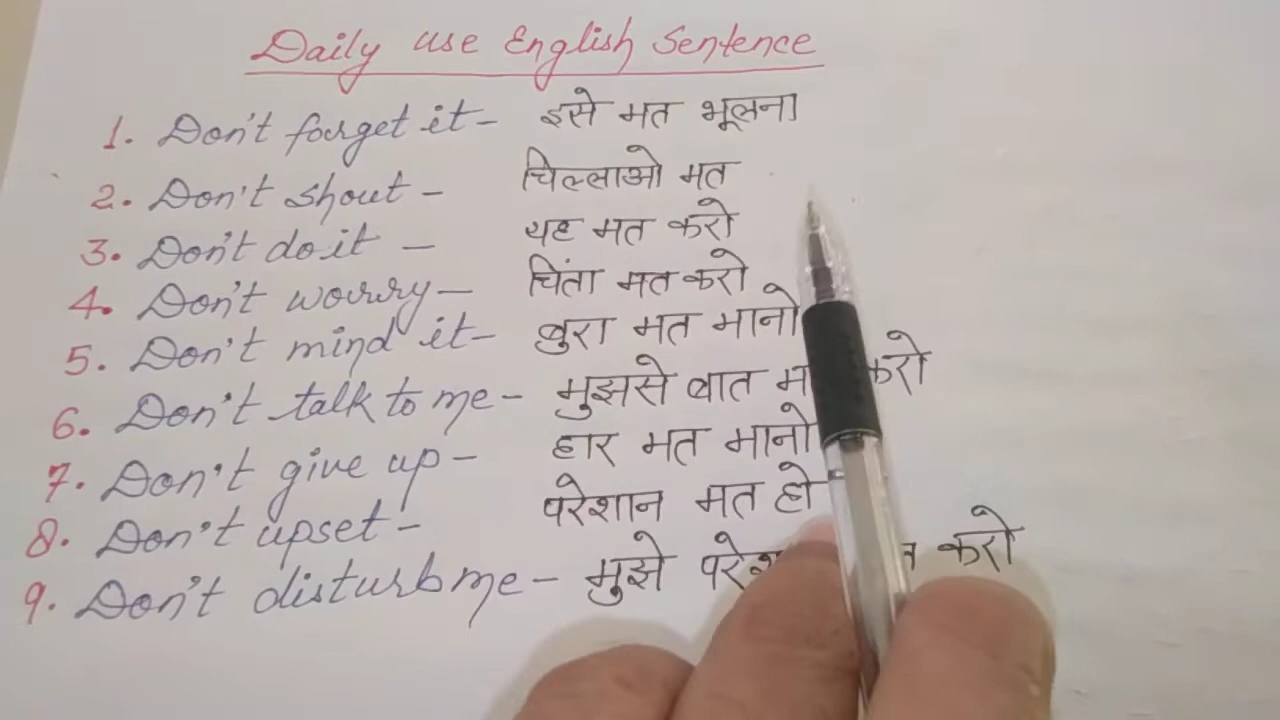 Daily use English Sentence
1. Don't forget it- इसे मत भूलना
2. Don't shout- चिल्लाओ मत
3. Don't do it - यह मत करो
4. Don't worry- चिंता मत करो
5. Don't mind it- बुरा मत मानो
6. Don't talk to me- मुझसे बात करो
7. Don't give up- हार मत मानो
8. Don't upset- परेशान मत हो
9. Don't disturb me- मुझे करो